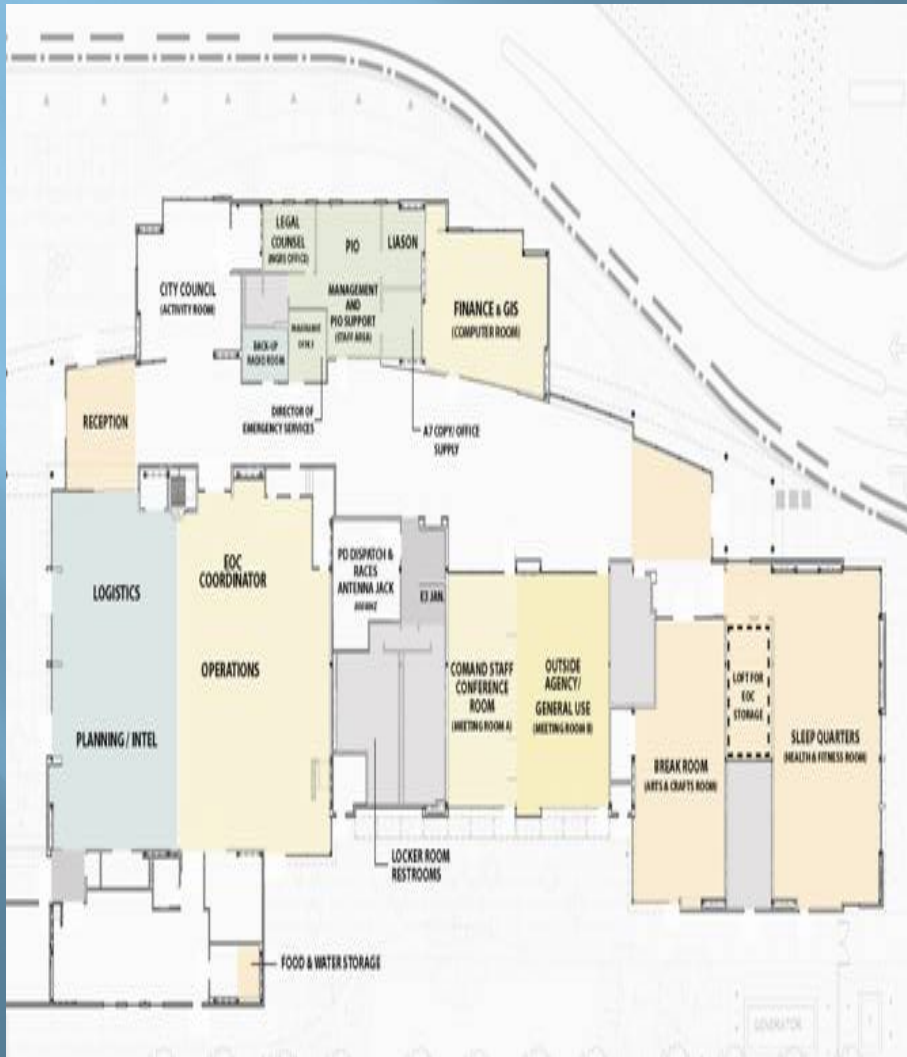 LEGAL
COUNSEL
PIO
LIASON
CITY COUNCIL
(ACTIVITY ROOM)
MANAGEMENT
AND
PIO SUPPORT
(STAFF AREA)
FINANCE & GIS
(COMPUTER ROOM)
BACK-UP
RADIO ROOM
RECEPTION
DIRECTOR OF
EMERGENCY SERVICES
A7 COPY/ OFFICE
SUPPLY
LOGISTICS
EOC
COORDINATOR
PD DISPATCH &
RACES
ANTENNA JACK
E3 JAN.
OPERATIONS
COMAND STAFF
CONFERENCE
ROOM
(MEETING ROOM A)
OUTSIDE
AGENCY/
GENERAL USE
(MEETING ROOM B)
LOFT FOR
EOC
STORAGE
PLANNING / INTEL
BREAK ROOM
(ARTS & CRAFTS ROOM)
SLEEP QUARTERS
(HEALTH & FITNESS ROOM)
LOCKER ROOM
RESTROOMS
FOOD & WATER STORAGE
GENERATOR